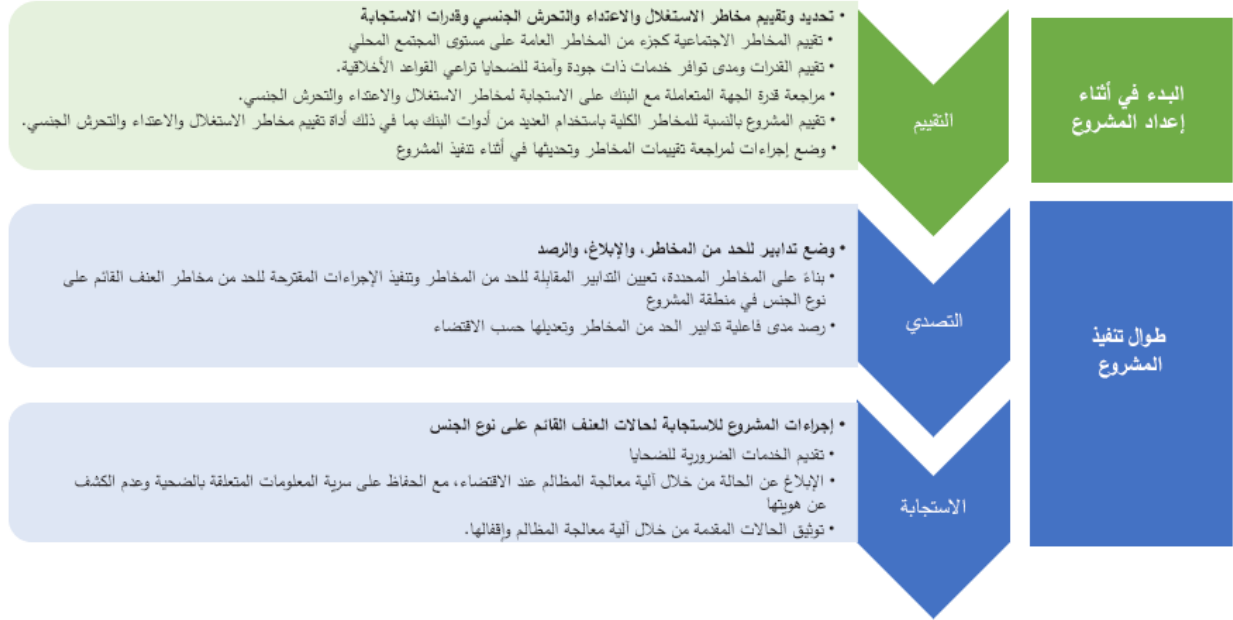 البدء في أثناء
إعداد المشروع
التقييم
• تحديد وتقييم مخاطر الاستغلال والاعتداء والتحرش الجنسي وقدرات الاستجابة
• تقييم المخاطر الاجتماعية كجزء من المخاطر العامة على مستوى المجتمع المحلي
• تقييم القدرات ومدى توافر خدمات ذات جودة وآمنة للضحايا تراعي القواعد الأخلاقية.
• مراجعة قدرة الجهة المتعاملة مع البنك على الاستجابة لمخاطر الاستغلال والاعتداء والتحرش الجنسي.
• تقييم المشروع بالنسبة للمخاطر الكلية باستخدام العديد من أدوات البنك بما في ذلك أداة تقييم مخاطر الاستغلال والاعتداء والتحرش الجنسي.
• وضع إجراءات لمراجعة تقييمات المخاطر وتحديثها في أثناء تنفيذ المشروع
طوال تنفيذ
المشروع
التصدي
• وضع تدابير للحد من المخاطر، والإبلاغ، والرصد
• بناءً على المخاطر المحددة، تعيين التدابير المقابلة للحد من المخاطر وتنفيذ الإجراءات المقترحة للحد من مخاطر العنف القائم على
نوع الجنس في منطقة المشروع
• رصد مدى فاعلية تدابير الحد من المخاطر وتعديلها حسب الاقتضاء
الاستجابة
• إجراءات المشروع للاستجابة لحالات العنف القائم على نوع الجنس
• تقديم الخدمات الضرورية للضحايا
• الإبلاغ عن الحالة من خلال آلية معالجة المظالم عند الاقتضاء، مع الحفاظ على سرية المعلومات المتعلقة بالضحية وعدم الكشف
عن هويتها
• توثيق الحالات المقدمة من خلال آلية معالجة المظالم وإقفالها.